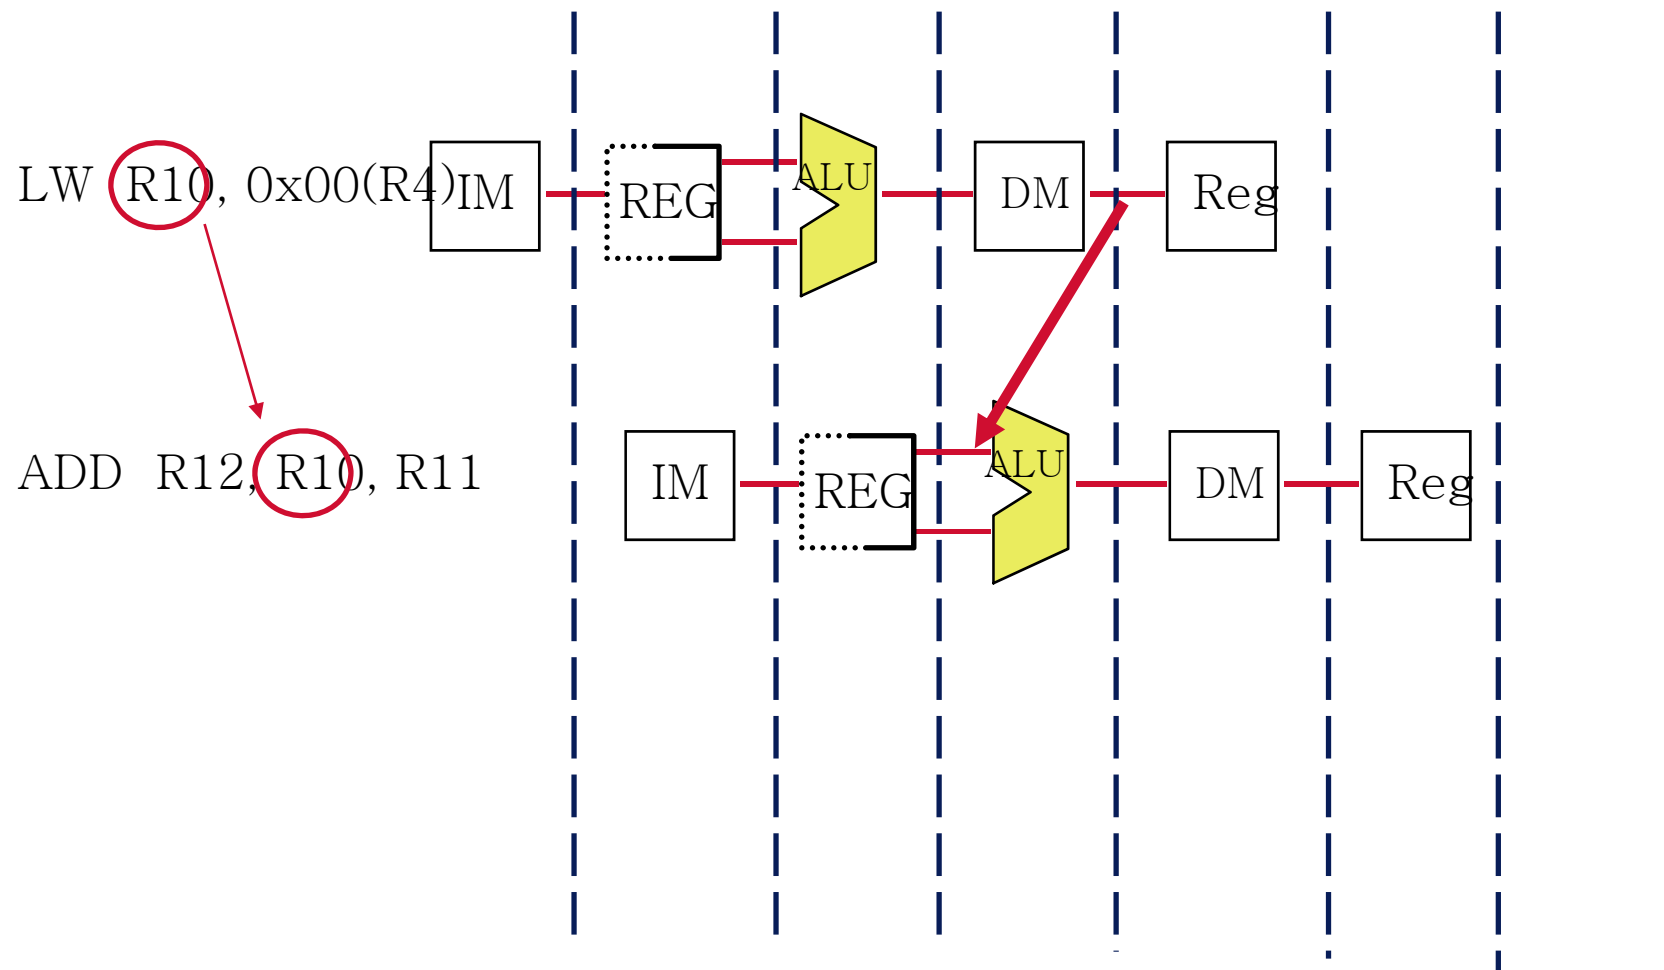 LW R10, 0x00(R4) IM REG ALU DM Reg
ADD R12, R10, R11 IM REG ALU DM Reg